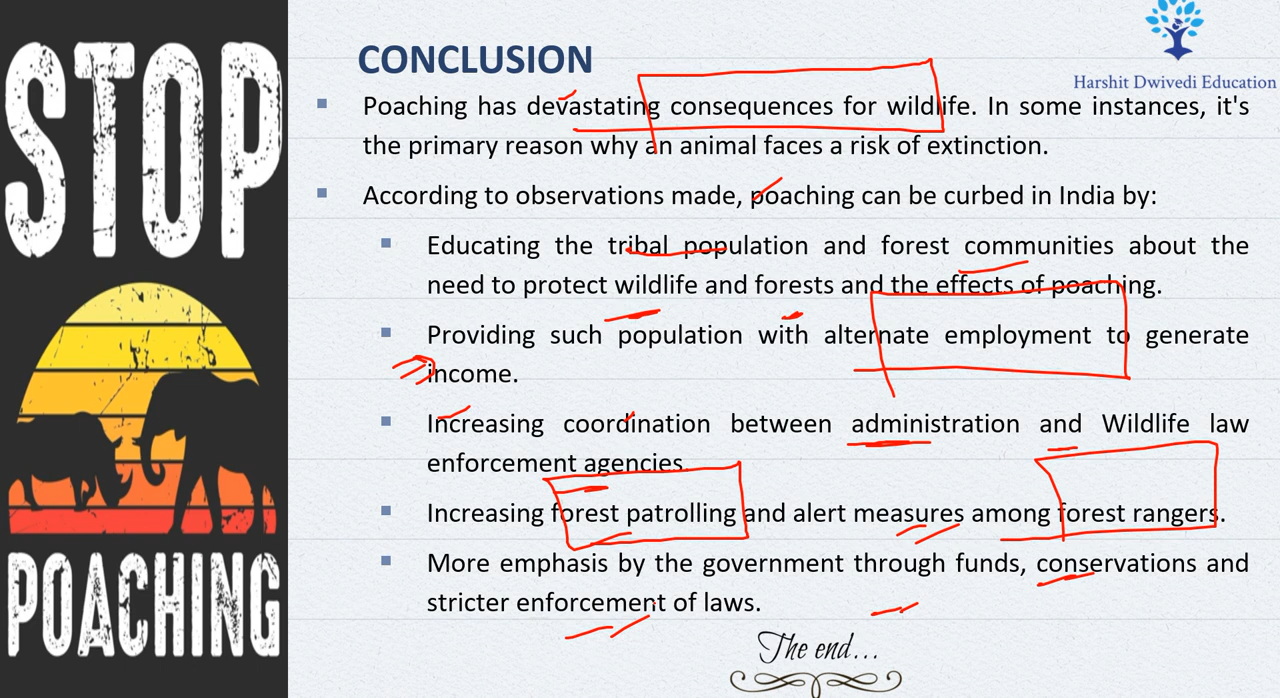 STOP
POACHING
Harshit Dwivedi Education
CONCLUSION
Poaching has devastating consequences for wildlife. In some instances, it's
the primary reason why an animal faces a risk of extinction.
According to observations made, poaching can be curbed in India by:
Educating the tribal population and forest communities about the
need to protect wildlife and forests and the effects of poaching.
Providing such population with alternate employment to generate
income.
Increasing coordination between administration and Wildlife law
enforcement agencies.
Increasing forest patrolling and alert measures among forest rangers.
More emphasis by the government through funds, conservations and
stricter enforcement of laws.
The end...